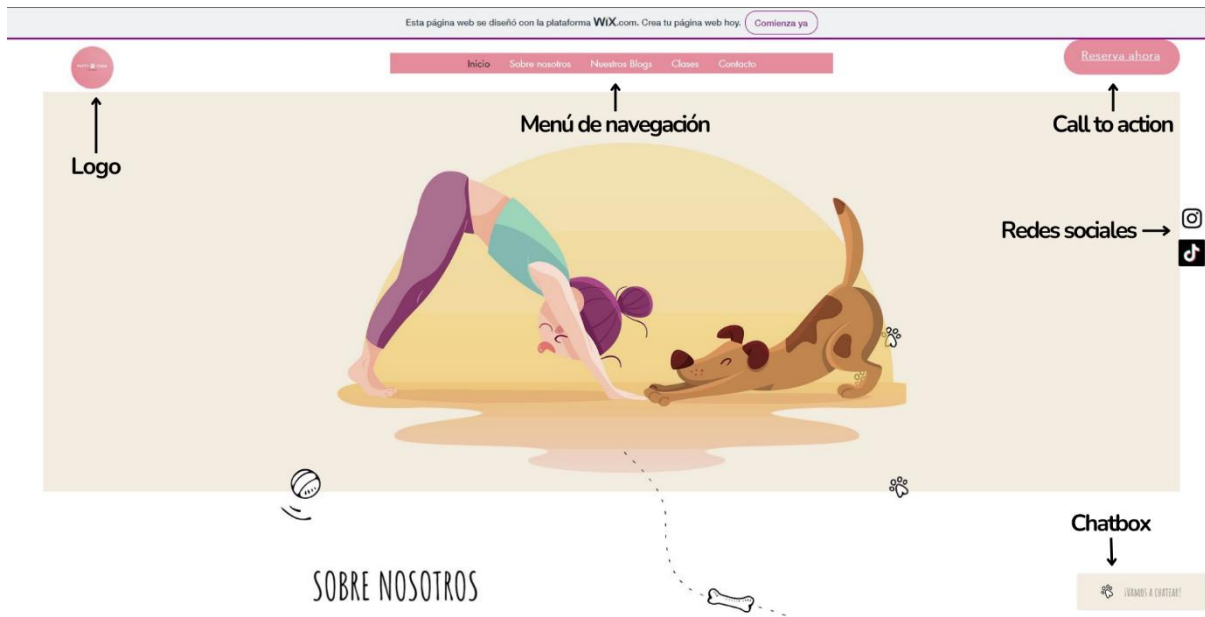 Esta página web se diseñó con la plataforma WiX.com. Crea tu página web hoy. Comienza ya
Inicio Sobre nosotros Nuestros Blogs Clases Contacto
Reserva ahora
Logo
Menú de navegación
Call to action
Redes sociales
Chatbox
SOBRE NOSOTROS
¡VAMOS A CHATEAR!